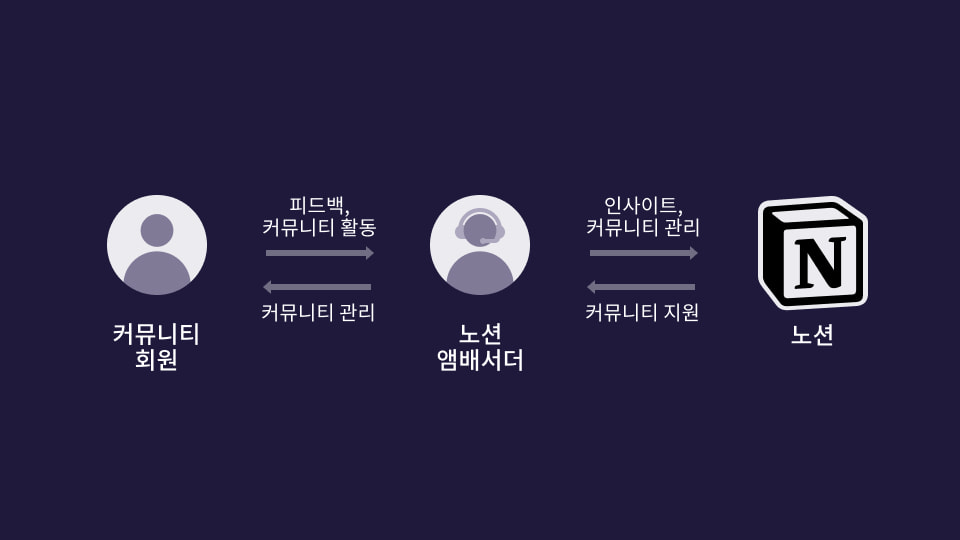 피드백,
커뮤니티 활동
인사이트,
커뮤니티 관리
N
커뮤니티 관리
커뮤니티 지원
커뮤니티
회원
노션
앰배서더
노션